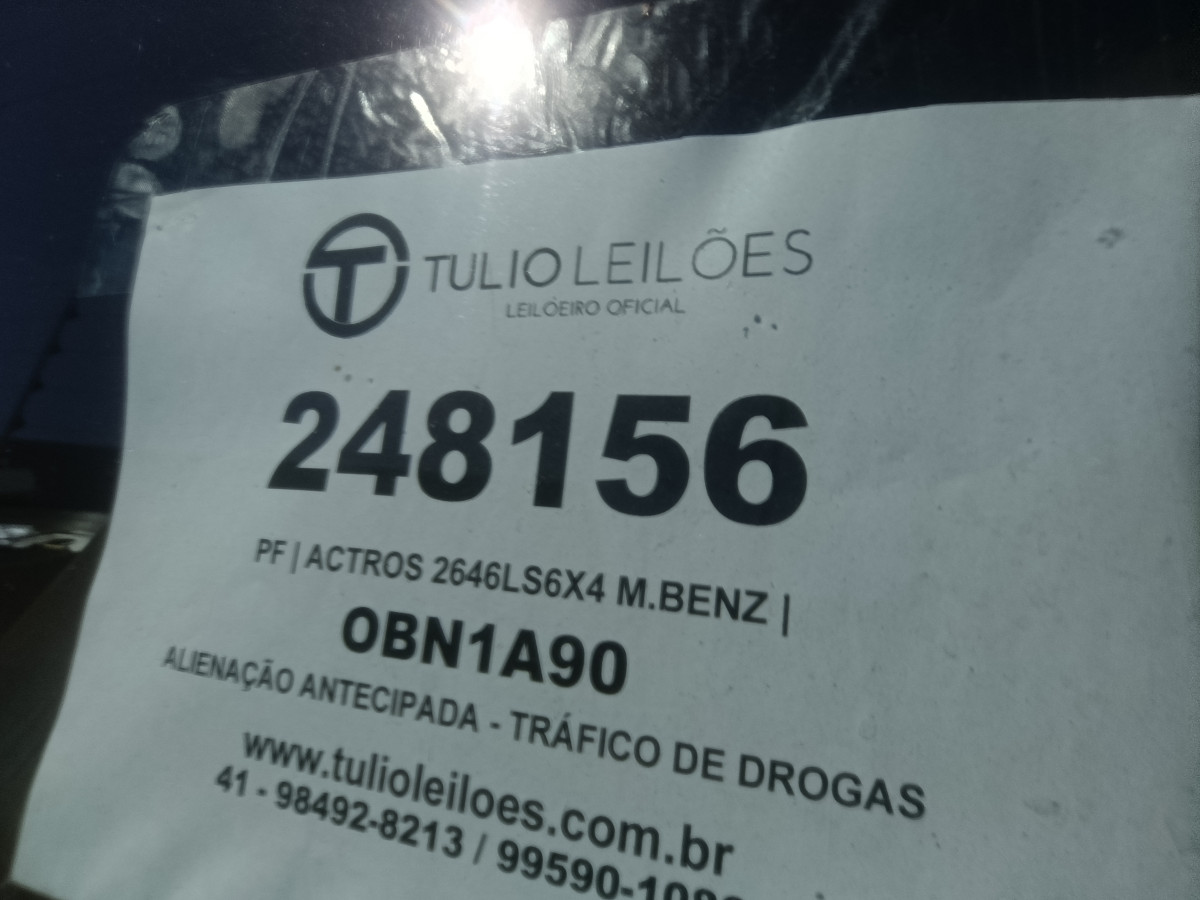 TULIO LEILÕES
LEILOEIRO OFICIAL
248156
PF | ACTROS 2646LS6X4 M.BENZ |
OBN1A90
ALIENAÇÃO ANTECIPADA - TRÁFICO DE DROGAS
www.tulioleiloes.com.br
41 - 98492-8213 /